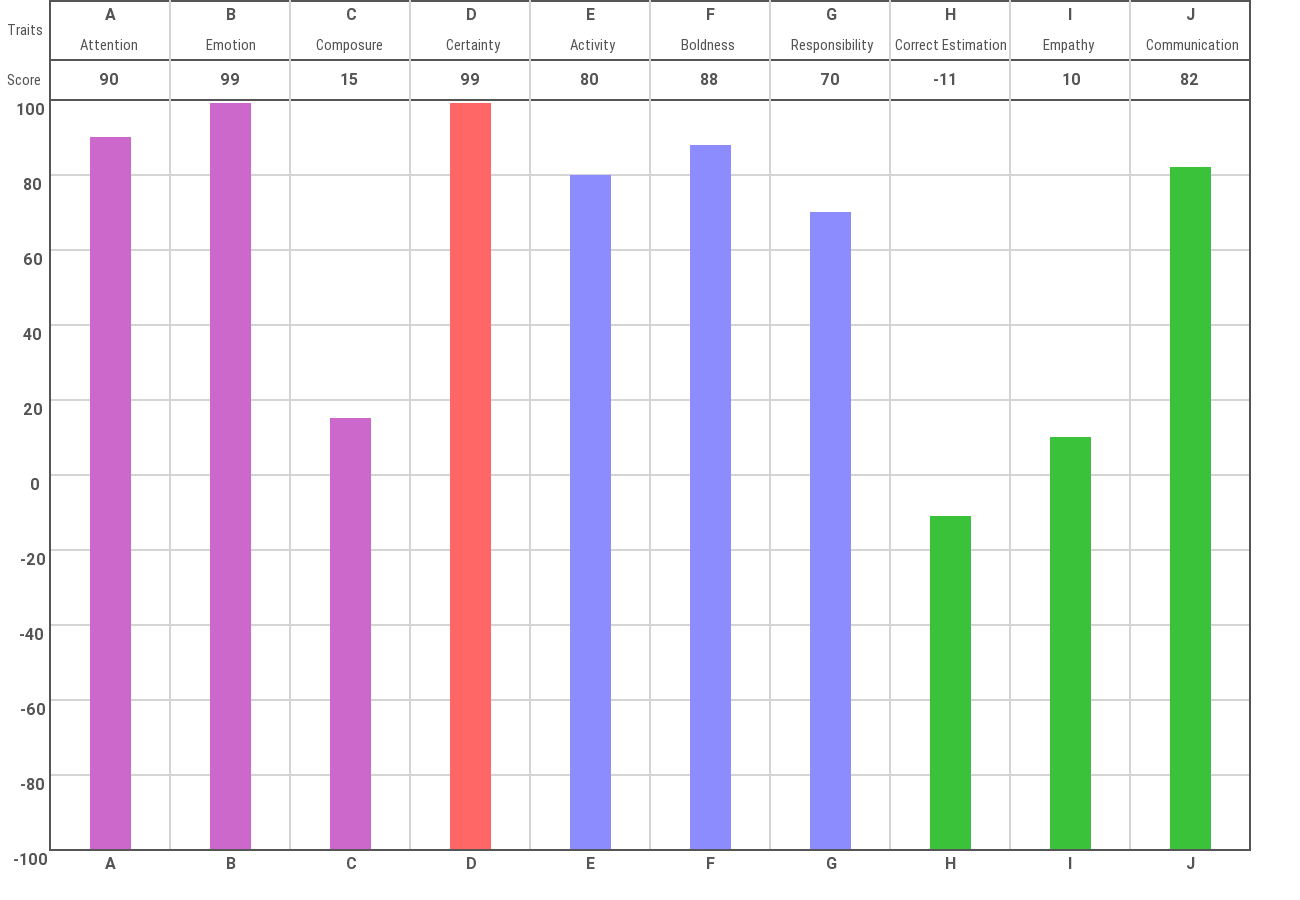 Traits A B C D E F G H I J
Attention Emotion Composure Certainty Activity Boldness Responsibility Correct Estimation Empathy Communication
Score 90 99 15 99 80 88 70 -11 10 82
100
80
60
40
20
0
-20
-40
-60
-80
-100
A B C D E F G H I J